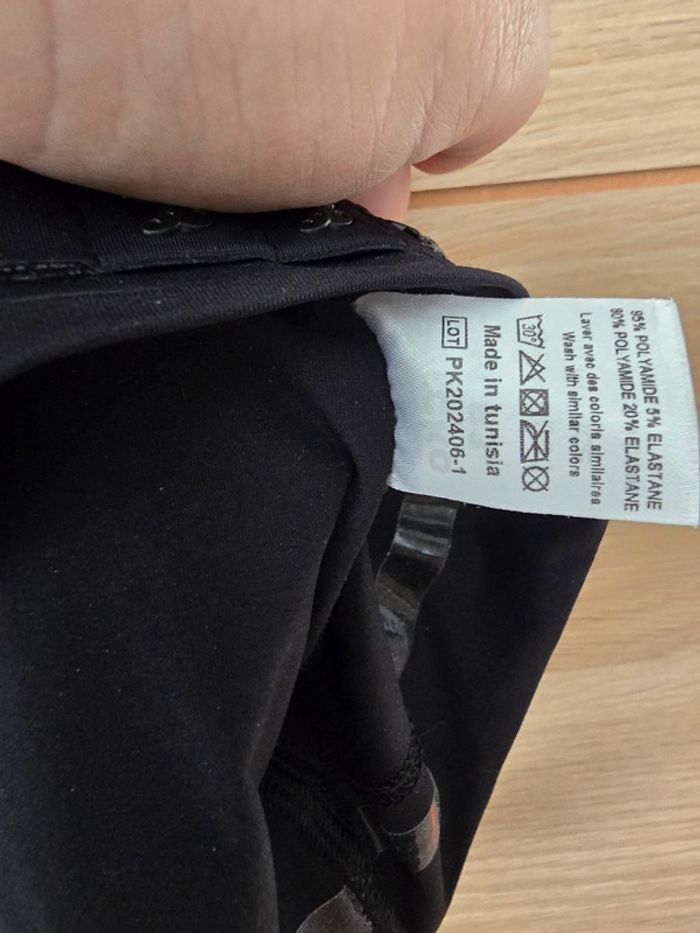 95% POLYAMIDE 5% ELASTANE
80% POLYAMIDE 20% ELASTANE
Laver avec des coloris similaires
Wash with similar colors
30°
Made in tunisia
LOT PK202406-1